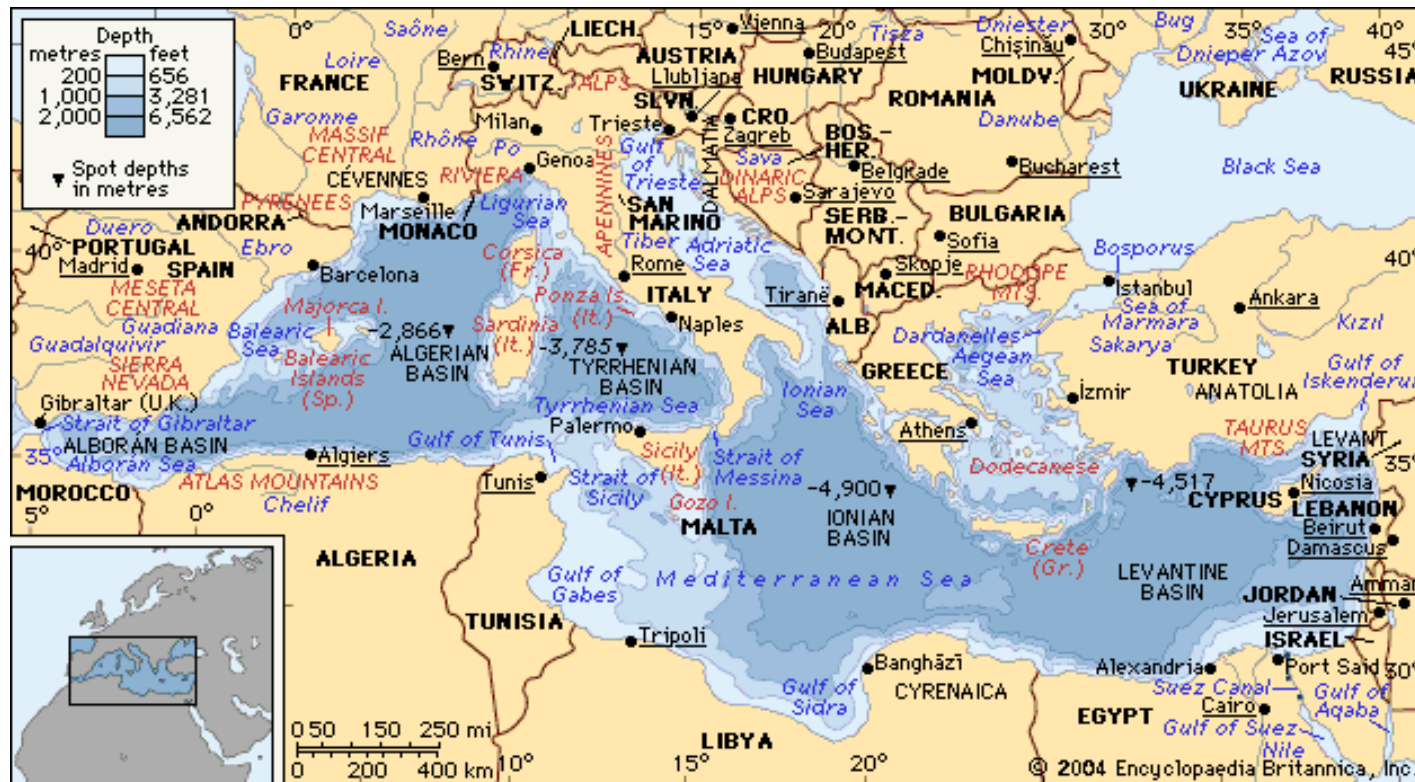 Depth
metres feet
200 656
1,000 3,281
2,000 6,562
▼ Spot depths
in metres
5°
0°
5°
15°
20°
25°
30°
35°
40°
45°
Saône
Loire
FRANCE
Garonne
MASSIF
CENTRAL
CÉVENNES
Rhône
Rhine
Bern
SWITZ.
LIECH.
ALPS
AUSTRIA
Vienna
Llubljana
SLVN.
Budapest
HUNGARY
Tisza
Dniester
Chișinău
MOLDV.
Bug
Dnieper
Sea of
Azov
RUSSIA
UKRAINE
ROMANIA
Danube
Bucharest
Black Sea
Milan
Po
Genoa
RIVIERA
Trieste
Gulf
of
Trieste
CRO.
Zagreb
DALMATIA
BOS.-
HER.
Sava
Belgrade
DINARIC
ALPS
Sarajevo
SERB.-
MONT.
BULGARIA
Sofia
Skopje
MACED.
RHODOPE
MTS.
Bosporus
Istanbul
Sea of
Marmara
Sakarya
Ankara
Kızıl
40°
PYRENEES
ANDORRA
Marseille
MONACO
Ligurian
Sea
APENNINES
SAN
MARINO
Tiber
Adriatic
Sea
Duero
40°
PORTUGAL
Madrid
SPAIN
Ebro
Barcelona
MESETA
CENTRAL
Guadiana
Guadalquivir
SIERRA
NEVADA
Majorca I.
Balearic
Sea
Balearic
Islands
(Sp.)
-2,866▼
ALGERIAN
BASIN
Corsica
(Fr.)
Sardinia
(It.)
Rome
Ponza Is.
(It.)
ITALY
Naples
-3,785▼
TYRRHENIAN
BASIN
Tyrrhenian Sea
Tiranë
ALB.
GREECE
Dardanelles
Aegean
Sea
Ionian
Sea
Athens
İzmir
TURKEY
ANATOLIA
Gulf of
Iskenderun
TAURUS
MTS.
LEVANT
SYRIA
35°
Gibraltar (U.K.)
Strait of Gibraltar
ALBORÁN BASIN
35°
Alborán Sea
MOROCCO
5°
0°
Algiers
ATLAS MOUNTAINS
Chelif
ALGERIA
Gulf of Tunis
Tunis
Palermo
Sicily
(It.)
Strait of
Sicily
Gozo I.
MALTA
Strait of
Messina
-4,900▼
IONIAN
BASIN
Dodecanese
▼-4,517
Crete
(Gr.)
CYPRUS
Nicosia
LEBANON
Beirut
Damascus
Amman
JORDAN
Jerusalem
ISRAEL
LEVANTINE
BASIN
Mediterranean Sea
Gulf of
Gabes
TUNISIA
Tripoli
Gulf of
Sidra
Banghāzī
CYRENAICA
Alexandria
Port Said
30°
Suez Canal
Cairo
EGYPT
Gulf of Suez
Gulf of
Aqaba
Nile
LIBYA
0 50 150 250 mi
0 200 400 km
10°
15°
20°
© 2004 Encyclopaedia Britannica, Inc